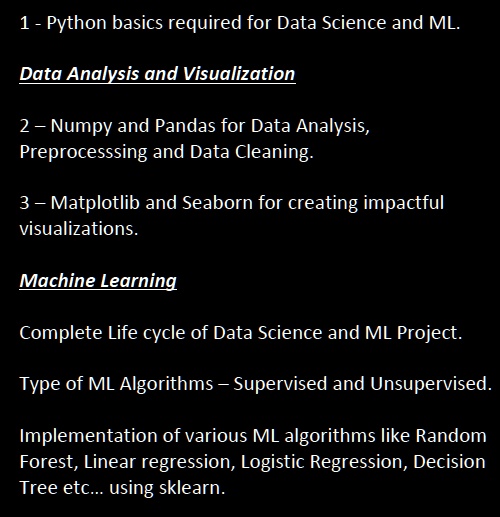 1 - Python basics required for Data Science and ML.
Data Analysis and Visualization
2 – Numpy and Pandas for Data Analysis,
Preprocesssing and Data Cleaning.
3 – Matplotlib and Seaborn for creating impactful
visualizations.
Machine Learning
Complete Life cycle of Data Science and ML Project.
Type of ML Algorithms – Supervised and Unsupervised.
Implementation of various ML algorithms like Random
Forest, Linear regression, Logistic Regression, Decision
Tree etc… using sklearn.